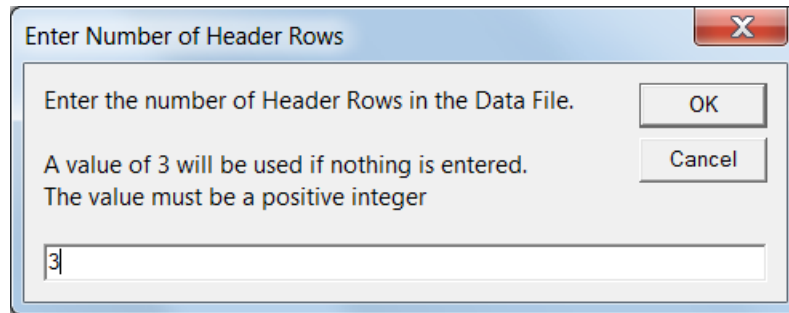 Enter Number of Header Rows
Enter the number of Header Rows in the Data File.
OK
A value of 3 will be used if nothing is entered.
Cancel
The value must be a positive integer
3